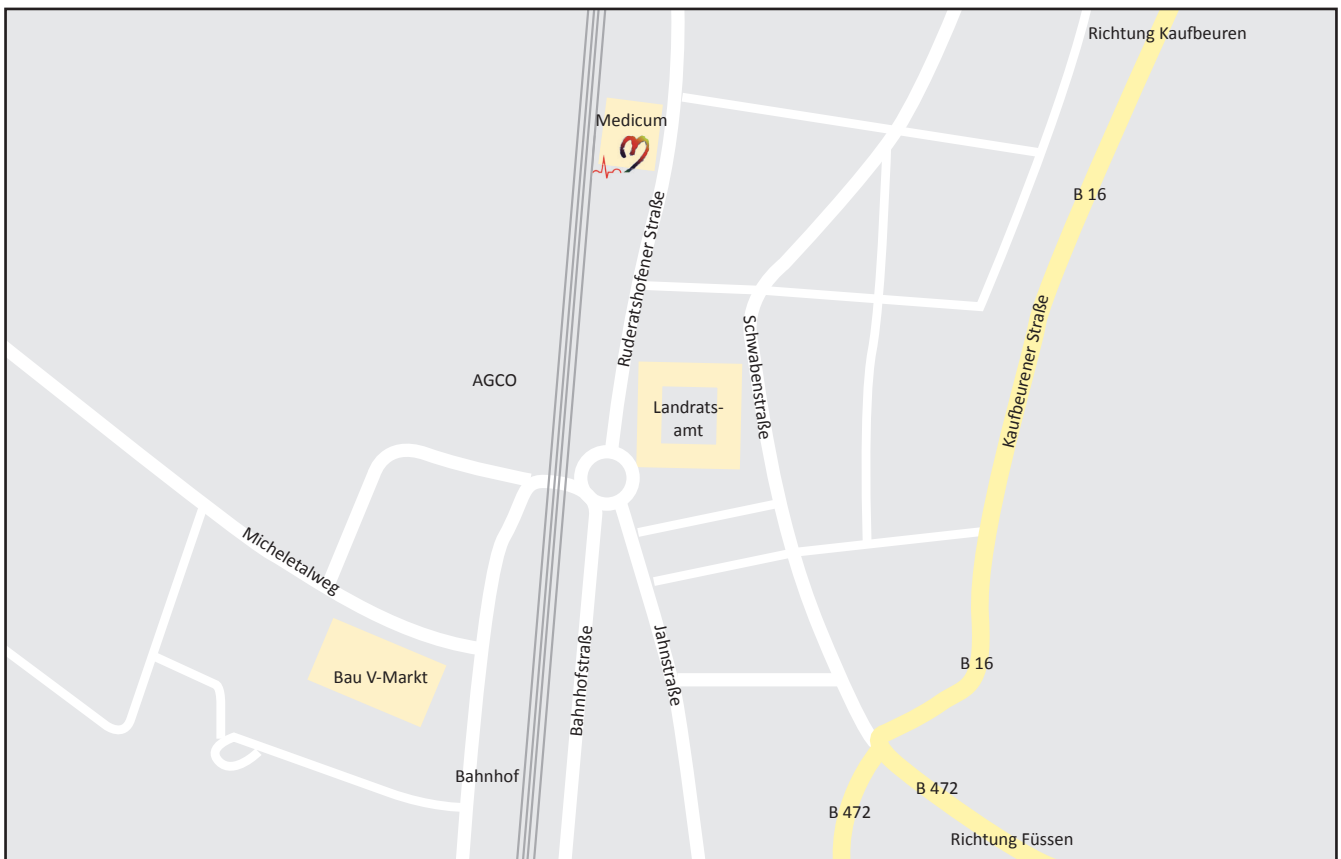 Richtung Kaufbeuren
Medicum
B 16
Ruderatshofener Straße
Kaufbeurener Straße
Schwabenstraße
AGCO
Landrats-
amt
Micheletalweg
Bahnhofstraße
Jahnstraße
B 16
Bau V-Markt
Bahnhof
B 472
B 472
Richtung Füssen